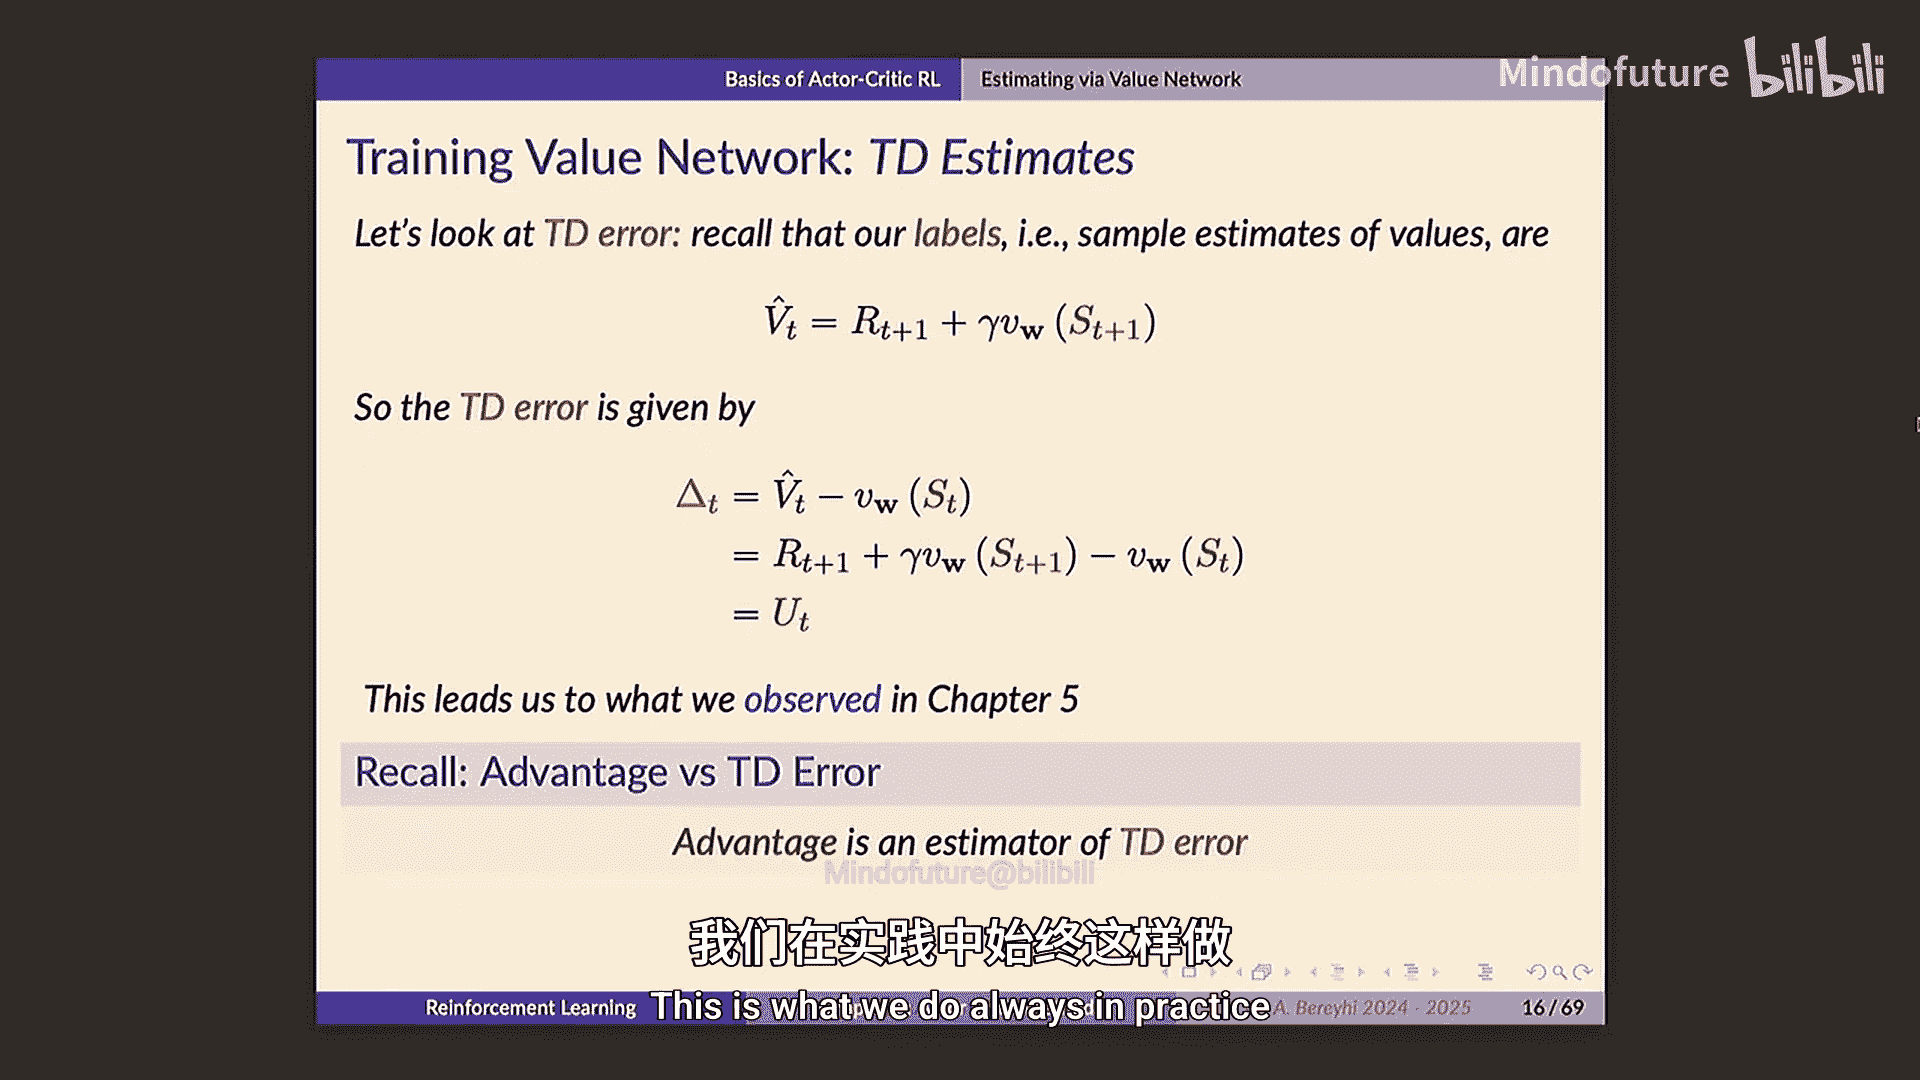 Basics of Actor-Critic RL Estimating via Value Network
Mindofuture bilibili
Training Value Network: TD Estimates
Let's look at TD error: recall that our labels, i.e., sample estimates of values, are
V̂ₜ = Rₜ₊₁ + γv_w (Sₜ₊₁)
So the TD error is given by
Δₜ = V̂ₜ − v_w (Sₜ)
= Rₜ₊₁ + γv_w (Sₜ₊₁) − v_w (Sₜ)
= Uₜ
This leads us to what we observed in Chapter 5
Recall: Advantage vs TD Error
Advantage is an estimator of TD error
Mindofuture@bilibili
我们在实践中始终这样做
This is what we do always in practice
Reinforcement Learning A. Bereyhi 2024 - 2025 16/69